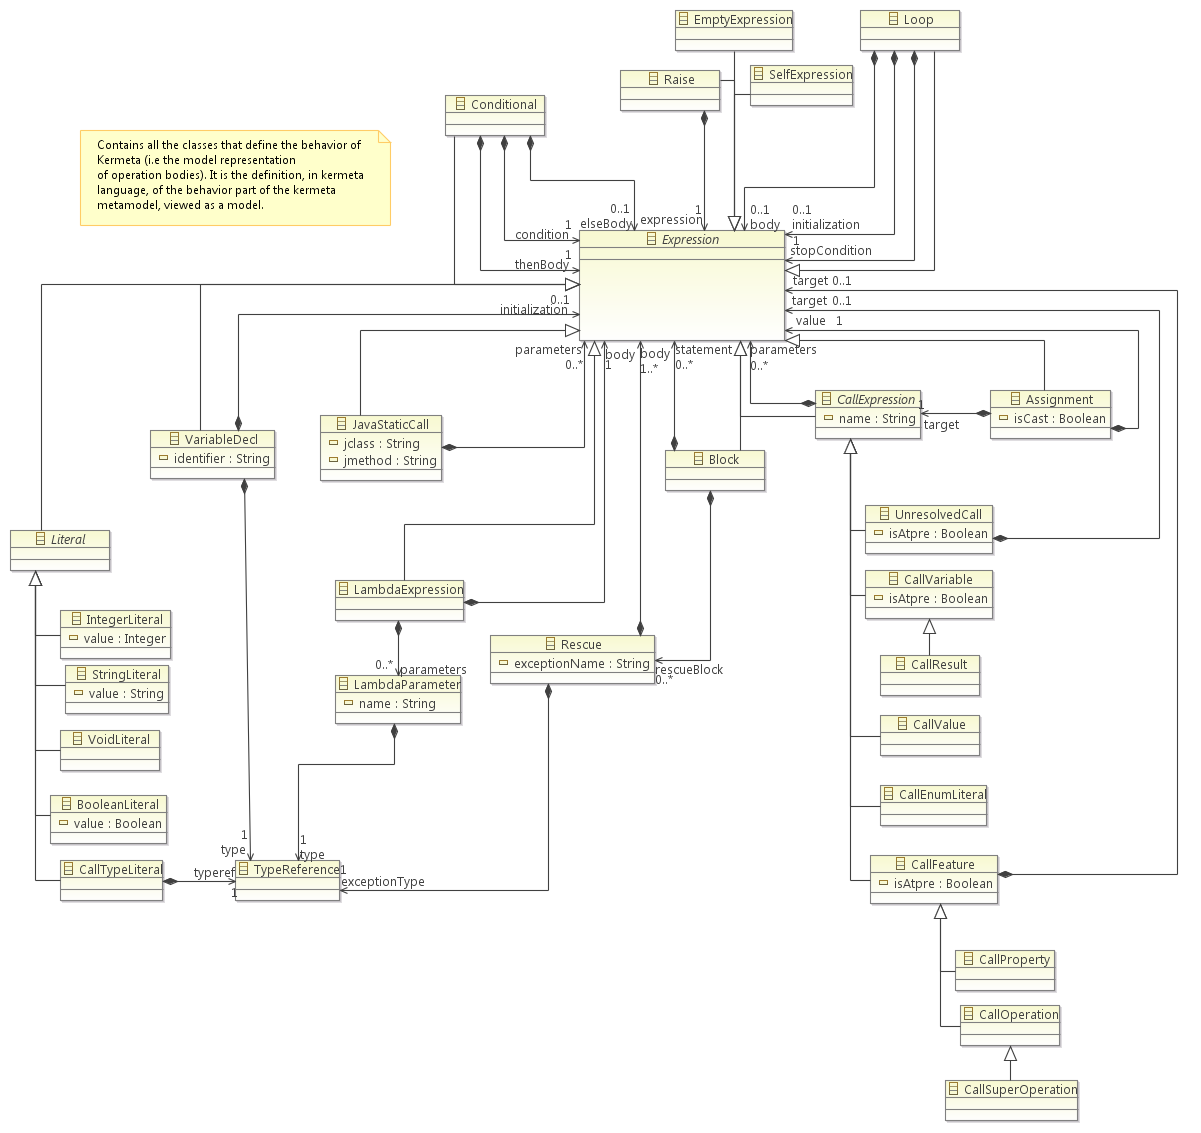 EmptyExpression
Loop
Raise
SelfExpression
Conditional
Contains all the classes that define the behavior of
Kermeta (i.e the model representation
of operation bodies). It is the definition, in kermeta
language, of the behavior part of the kermeta
metamodel, viewed as a model.
0..1
elseBody
1
expression
0..1
body
0..1
initialization
1
condition
1
stopCondition
1
thenBody
Expression
0..1
initialization
target 0..1
target 0..1
value 1
parameters
0..*
body
1
body
1..*
statement
0..*
parameters
0..*
CallExpression
name : String
1
target
Assignment
isCast : Boolean
JavaStaticCall
jclass : String
jmethod : String
VariableDecl
identifier : String
Block
UnresolvedCall
isAtpre : Boolean
Literal
CallVariable
isAtpre : Boolean
LambdaExpression
IntegerLiteral
value : Integer
Rescue
exceptionName : String
rescueBlock
0..*
CallResult
StringLiteral
value : String
0..*
parameters
LambdaParameter
name : String
VoidLiteral
CallValue
BooleanLiteral
value : Boolean
CallEnumLiteral
1
type
1
type
CallTypeLiteral
typeref
1
TypeReference
1
exceptionType
CallFeature
isAtpre : Boolean
CallProperty
CallOperation
CallSuperOperation